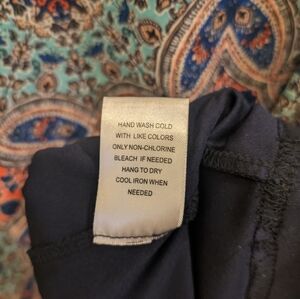 HAND WASH COLD
WITH LIKE COLORS
ONLY NON-CHLORINE
BLEACH IF NEEDED
HANG TO DRY
COOL IRON WHEN
NEEDED